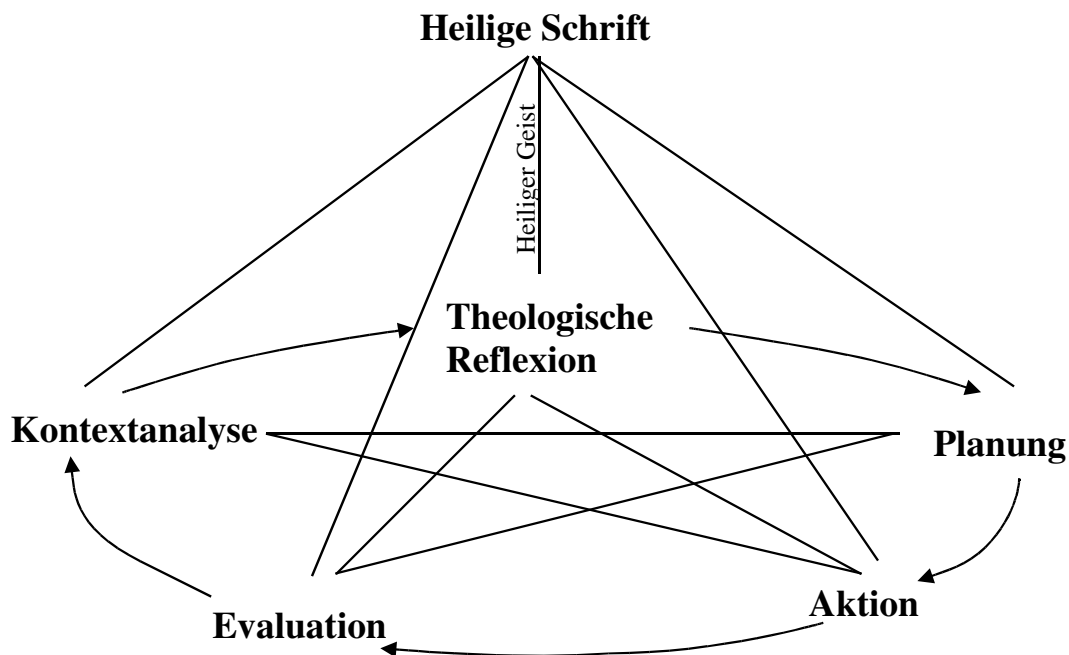 Heilige Schrift
Heiliger Geist
Theologische
Reflexion
Kontextanalyse
Planung
Aktion
Evaluation